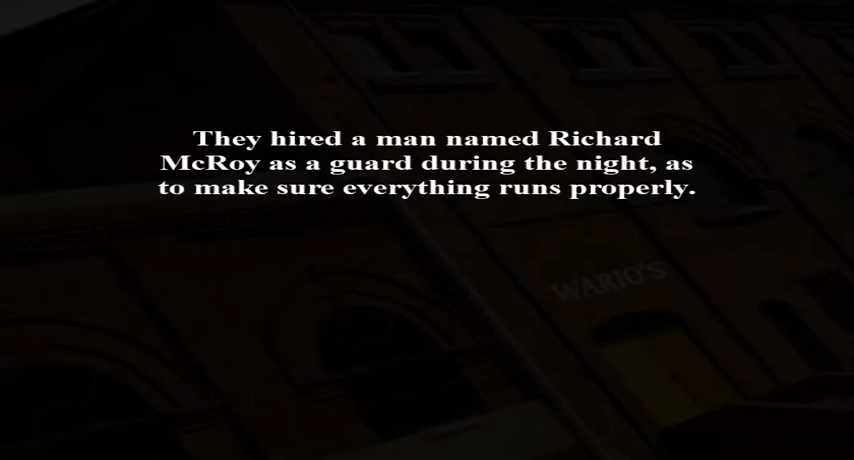 They hired a man named Richard
McRoy as a guard during the night, as
to make sure everything runs properly.
WARIO'S